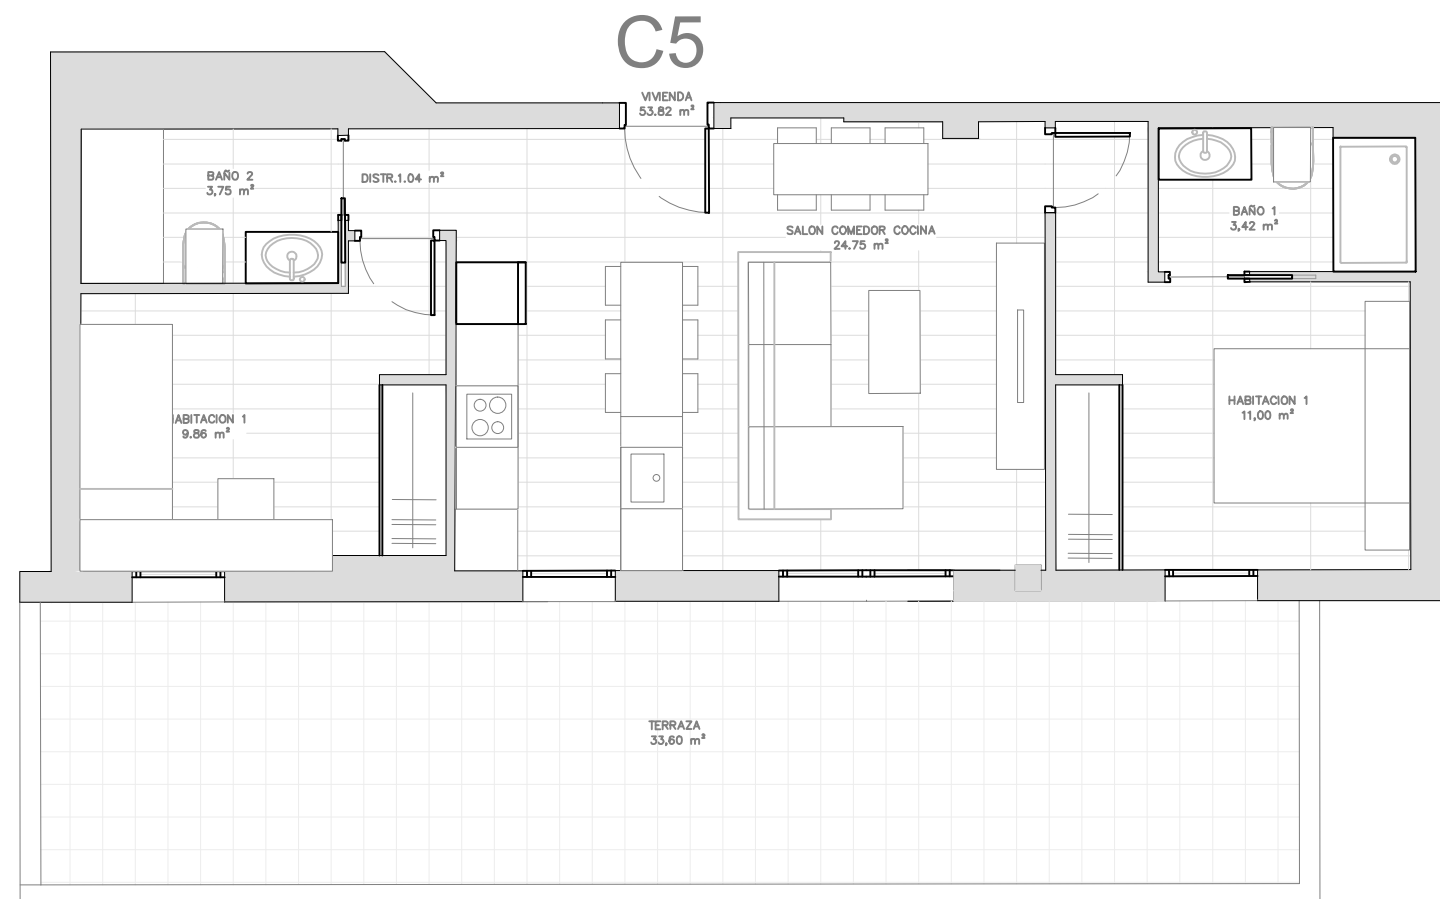 C5
VIVIENDA
53.82 m²
BAÑO 2
3,75 m²
DISTR.1.04 m²
SALON COMEDOR COCINA
24.75 m²
BAÑO 1
3,42 m²
HABITACION 1
9.86 m²
HABITACION 1
11,00 m²
TERRAZA
33,60 m²